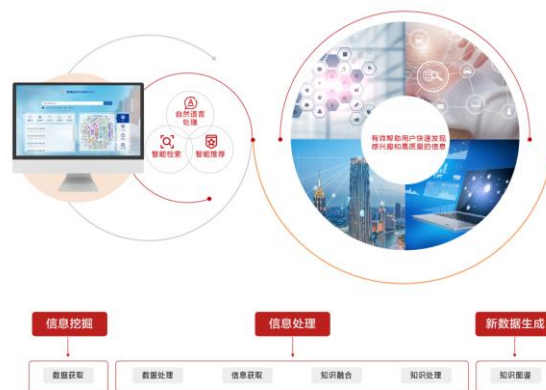 自然语言
处理
智能检索
智能推荐
有效帮助用户快速发现
感兴趣和高质量的信息
信息挖掘
信息处理
新数据生成
数据获取
数据处理
信息获取
知识融合
知识处理
知识图谱